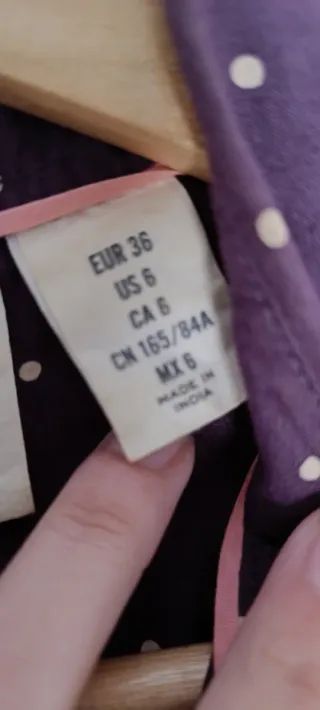 EUR 36
US 6
CA 6
CN 165/84A
MX 6
MADE IN
INDIA